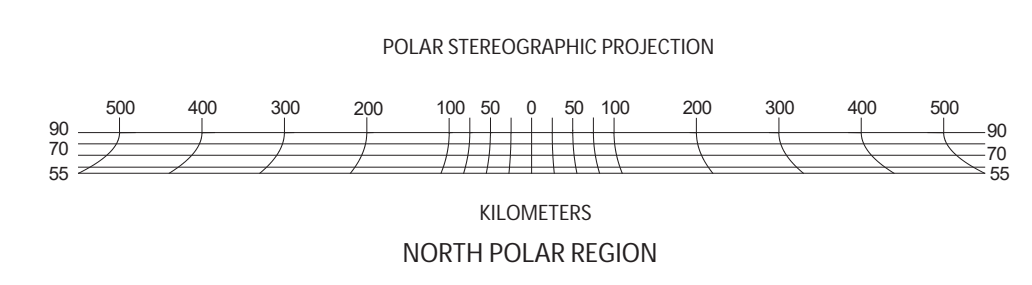 POLAR STEREOGRAPHIC PROJECTION
500 400 300 200 100 50 0 50 100 200 300 400 500
90 90
70 70
55 55
KILOMETERS
NORTH POLAR REGION